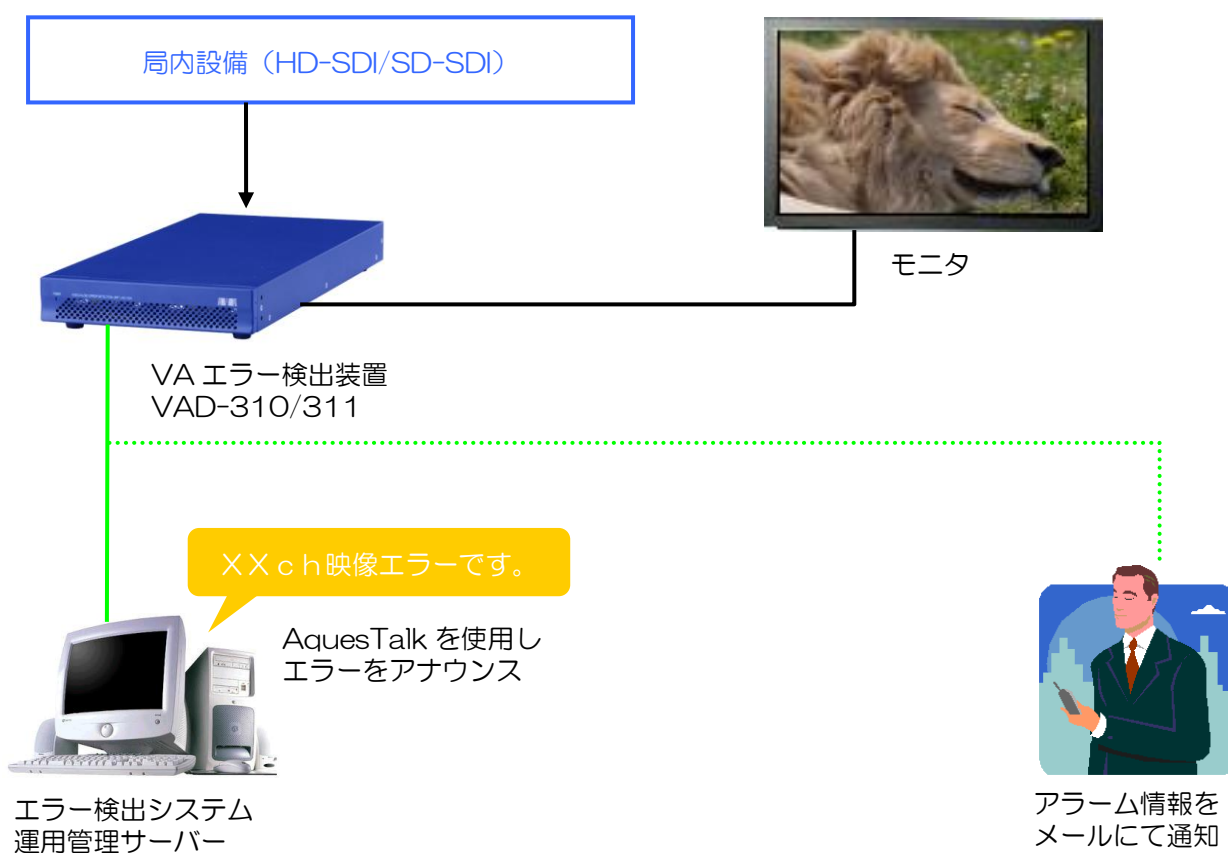 局内設備（HD-SDI/SD-SDI）
モニタ
VA エラー検出装置
VAD-310/311
ＸＸｃｈ映像エラーです。
AquesTalk を使用し
エラーをアナウンス
エラー検出システム
運用管理サーバー
アラーム情報を
メールにて通知